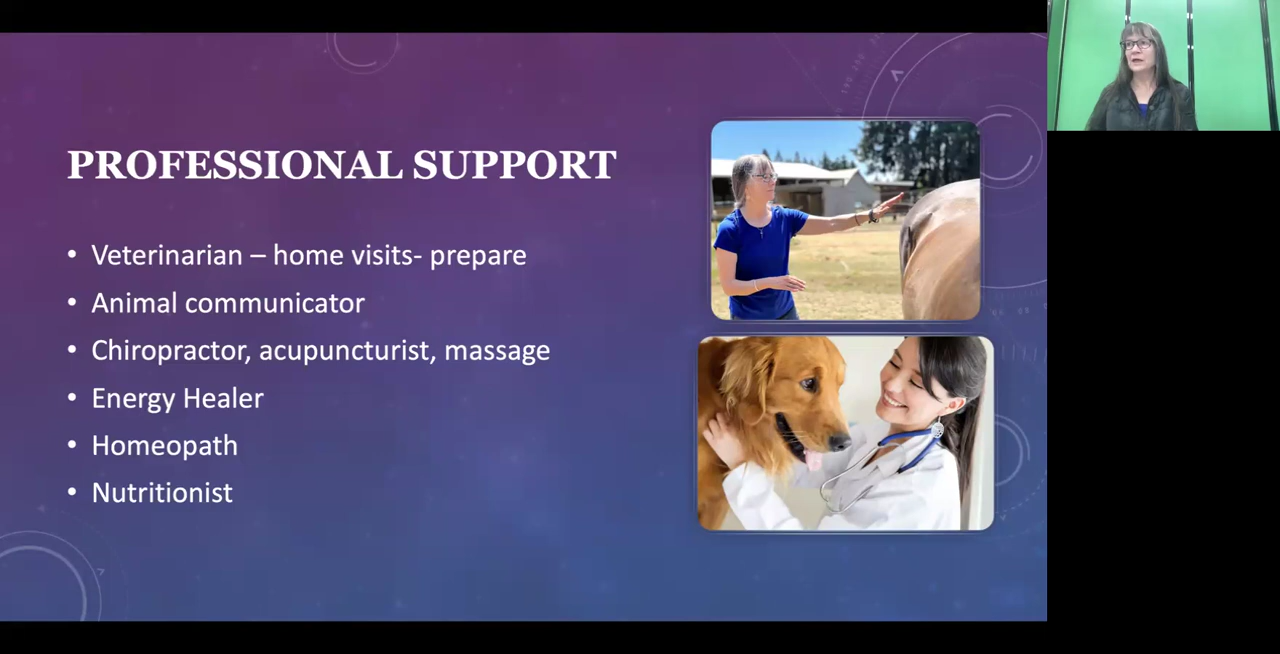 PROFESSIONAL SUPPORT
• Veterinarian – home visits- prepare
• Animal communicator
• Chiropractor, acupuncturist, massage
• Energy Healer
• Homeopath
• Nutritionist